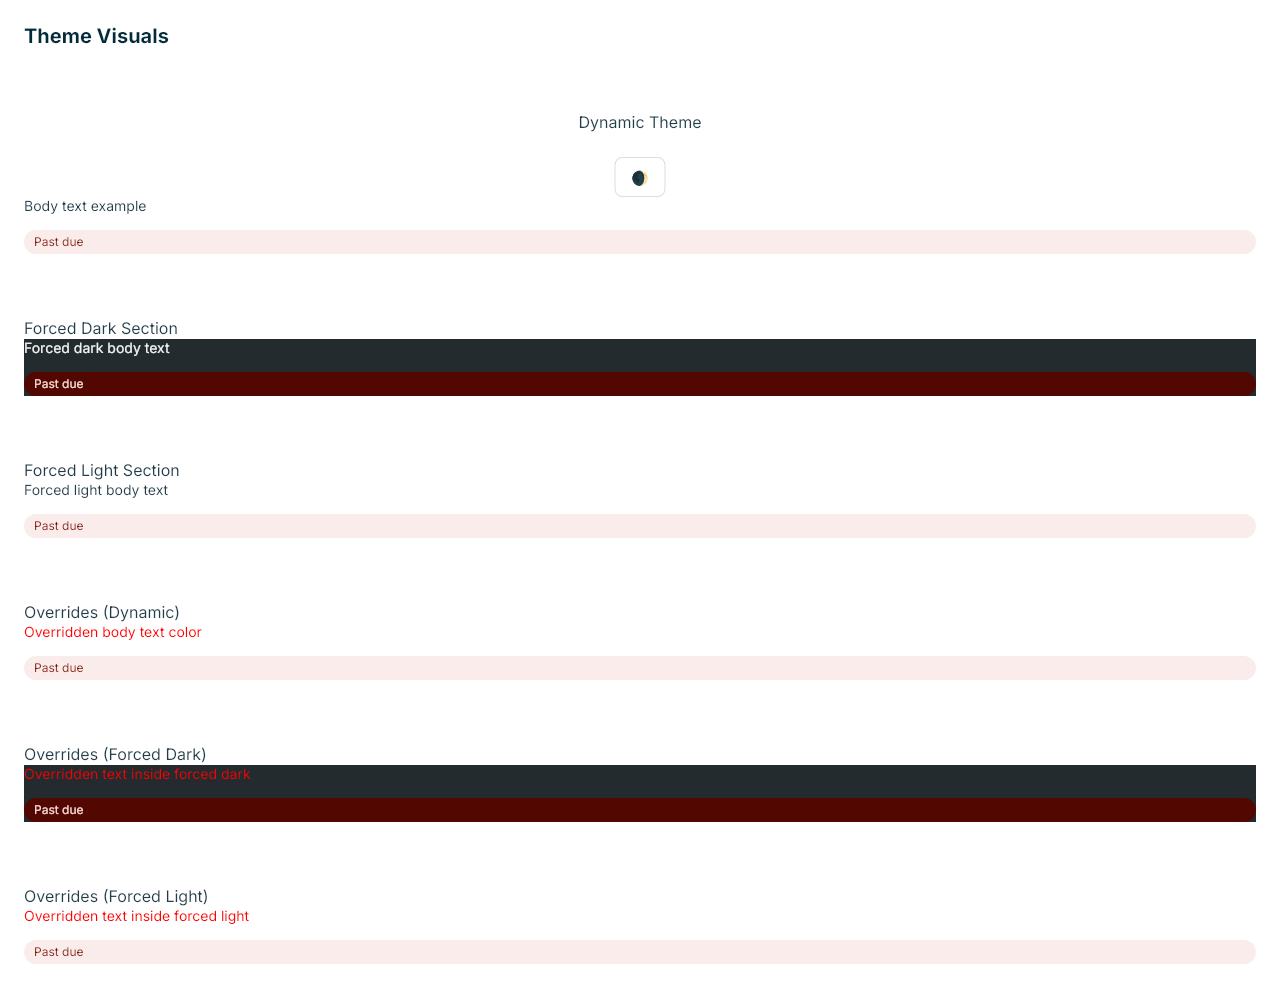 Theme Visuals
Dynamic Theme
Body text example
Past due
Forced Dark Section
Forced dark body text
Past due
Forced Light Section
Forced light body text
Past due
Overrides (Dynamic)
Overridden body text color
Past due
Overrides (Forced Dark)
Overridden text inside forced dark
Past due
Overrides (Forced Light)
Overridden text inside forced light
Past due